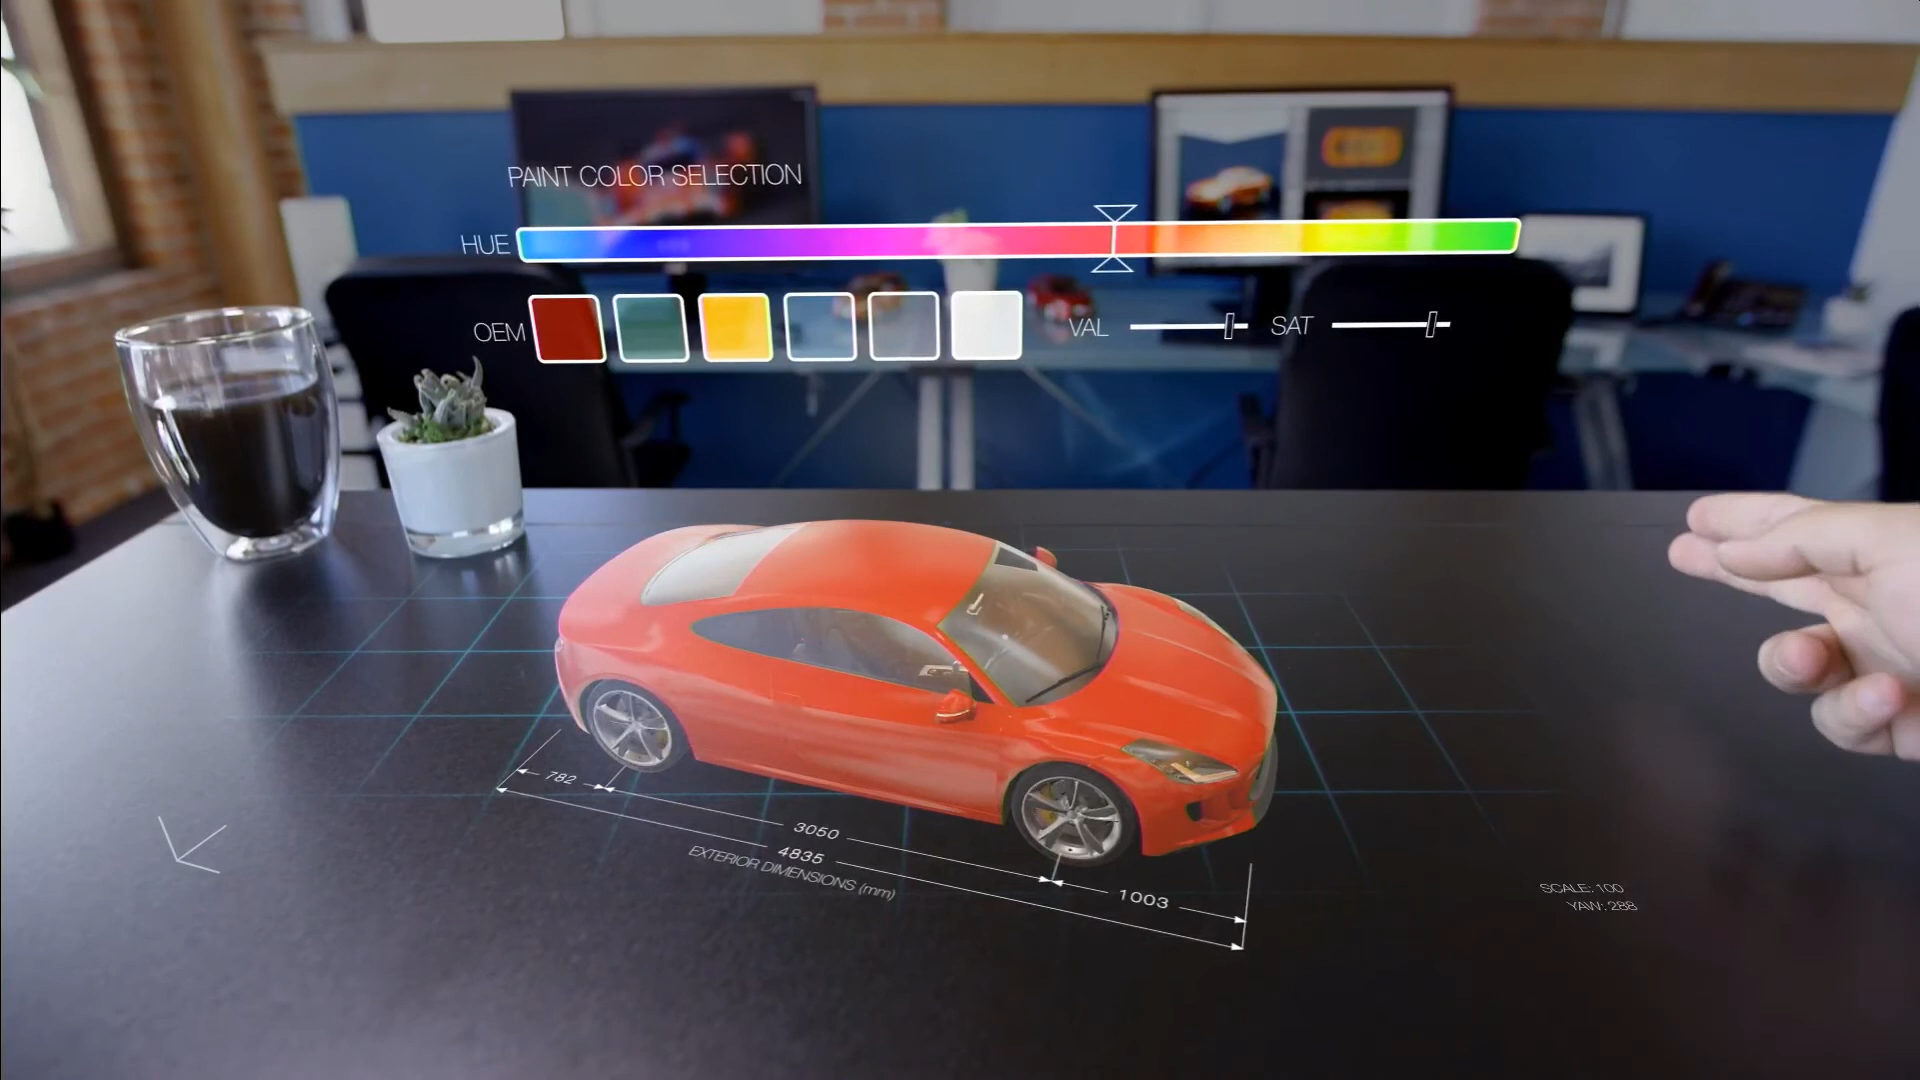 PAINT COLOR SELECTION
HUE
OEM
VAL
SAT
782
3050
4835
EXTERIOR DIMENSIONS (mm)
1003
SCALE: 100
YAW: 288